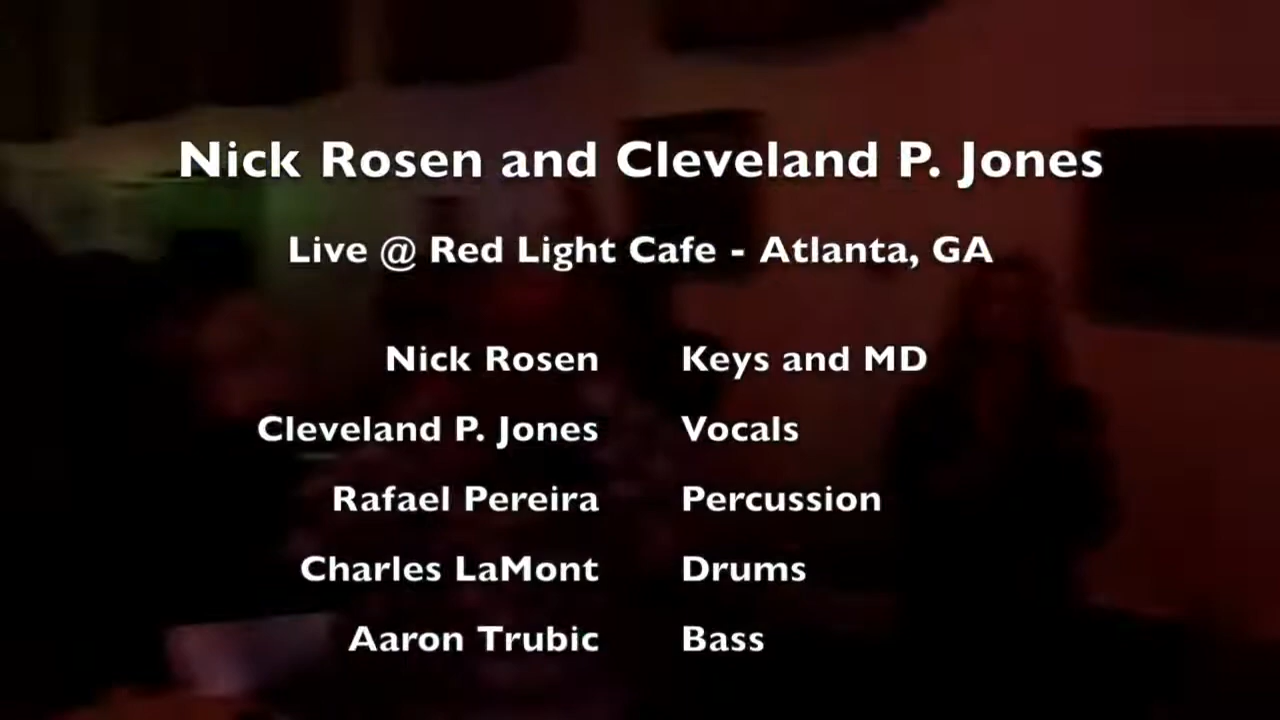 Nick Rosen and Cleveland P. Jones
Live @ Red Light Cafe - Atlanta, GA
Nick Rosen Keys and MD
Cleveland P. Jones Vocals
Rafael Pereira Percussion
Charles LaMont Drums
Aaron Trubic Bass